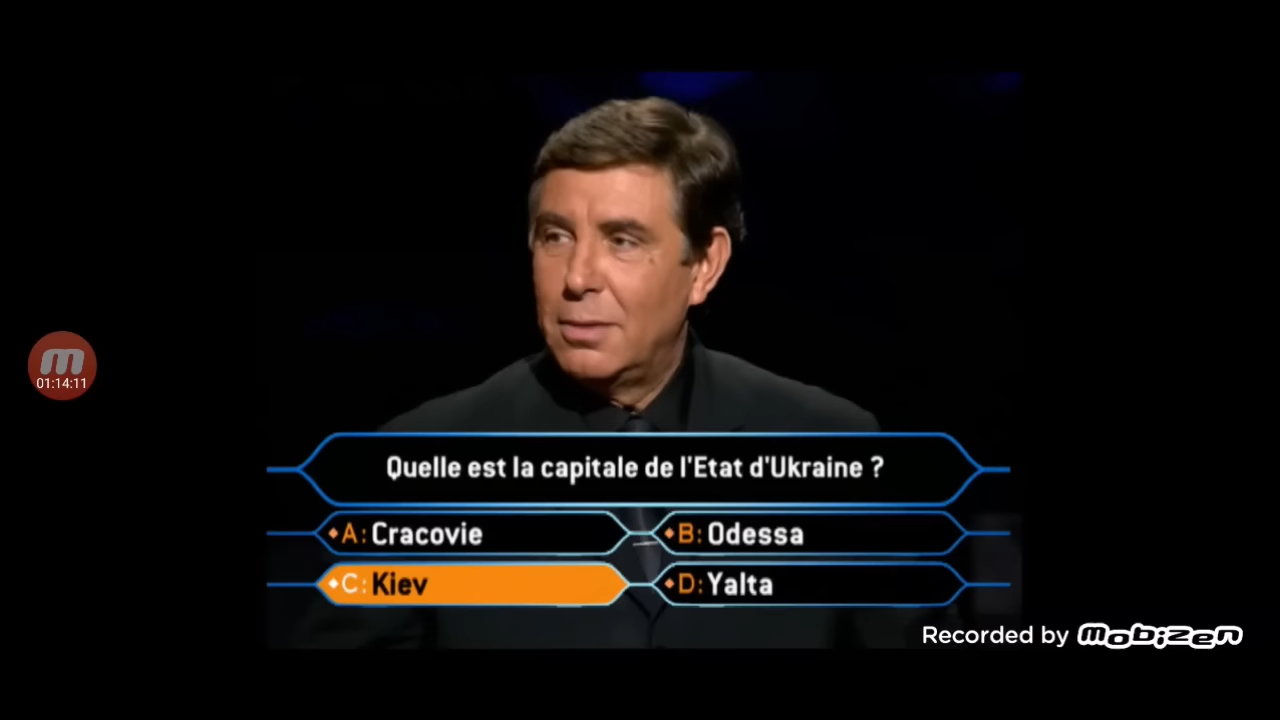 01:14:11
Quelle est la capitale de l'Etat d'Ukraine ?
A: Cracovie
B: Odessa
C: Kiev
D: Yalta
Recorded by mobizen